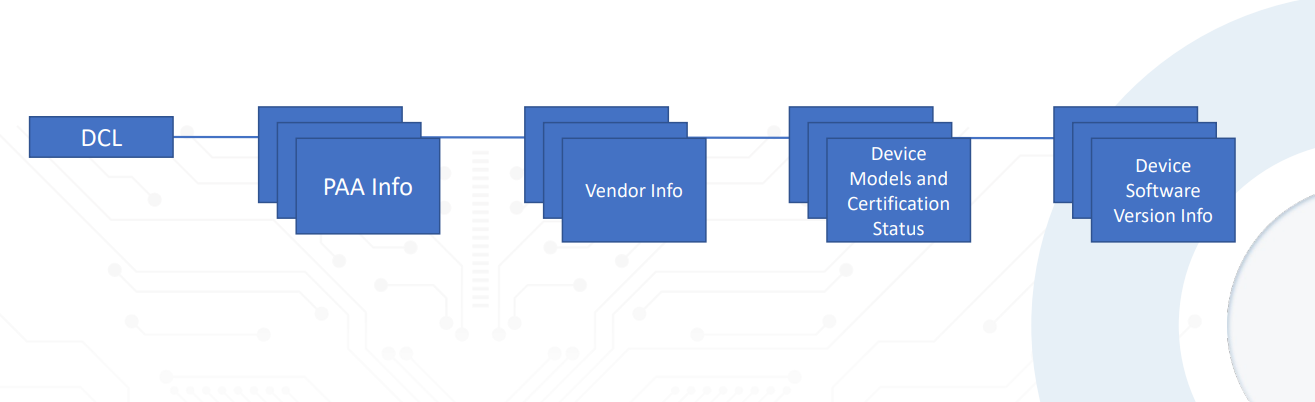 DCL
PAA Info
Vendor Info
Device
Models and
Certification
Status
Device
Software
Version Info